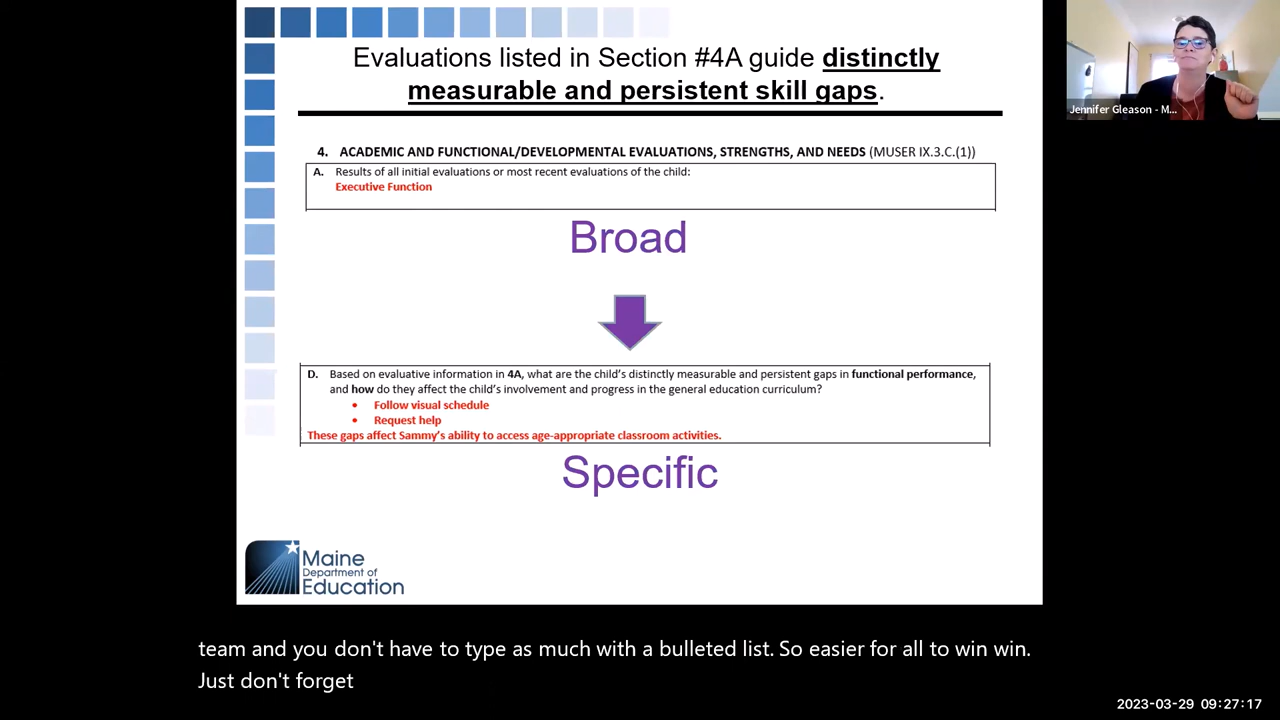 Evaluations listed in Section #4A guide distinctly
measurable and persistent skill gaps.
Jennifer Gleason - M...
4. ACADEMIC AND FUNCTIONAL/DEVELOPMENTAL EVALUATIONS, STRENGTHS, AND NEEDS (MUSER IX.3.C.(1))
A. Results of all initial evaluations or most recent evaluations of the child:
Executive Function
Broad
D. Based on evaluative information in 4A, what are the child's distinctly measurable and persistent gaps in functional performance,
and how do they affect the child's involvement and progress in the general education curriculum?
• Follow visual schedule
• Request help
These gaps affect Sammy's ability to access age-appropriate classroom activities.
Specific
Maine
Department of
Education
team and you don't have to type as much with a bulleted list. So easier for all to win win.
Just don't forget
2023-03-29 09:27:17